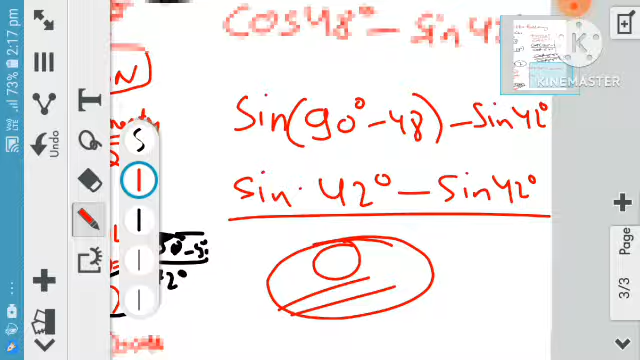 2:17 pm
73%
Cos48° - Sin42°
Sin(90° - 48) - Sin42°
Sin · 42° - Sin42°
0
Undo
Page
3/3
KINEMASTER